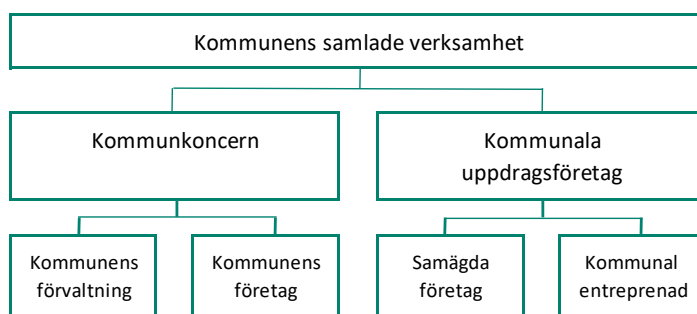 Kommunens samlade verksamhet
Kommunkoncern
Kommunala
uppdragsföretag
Kommunens
förvaltning
Kommunens
företag
Samägda
företag
Kommunal
entreprenad